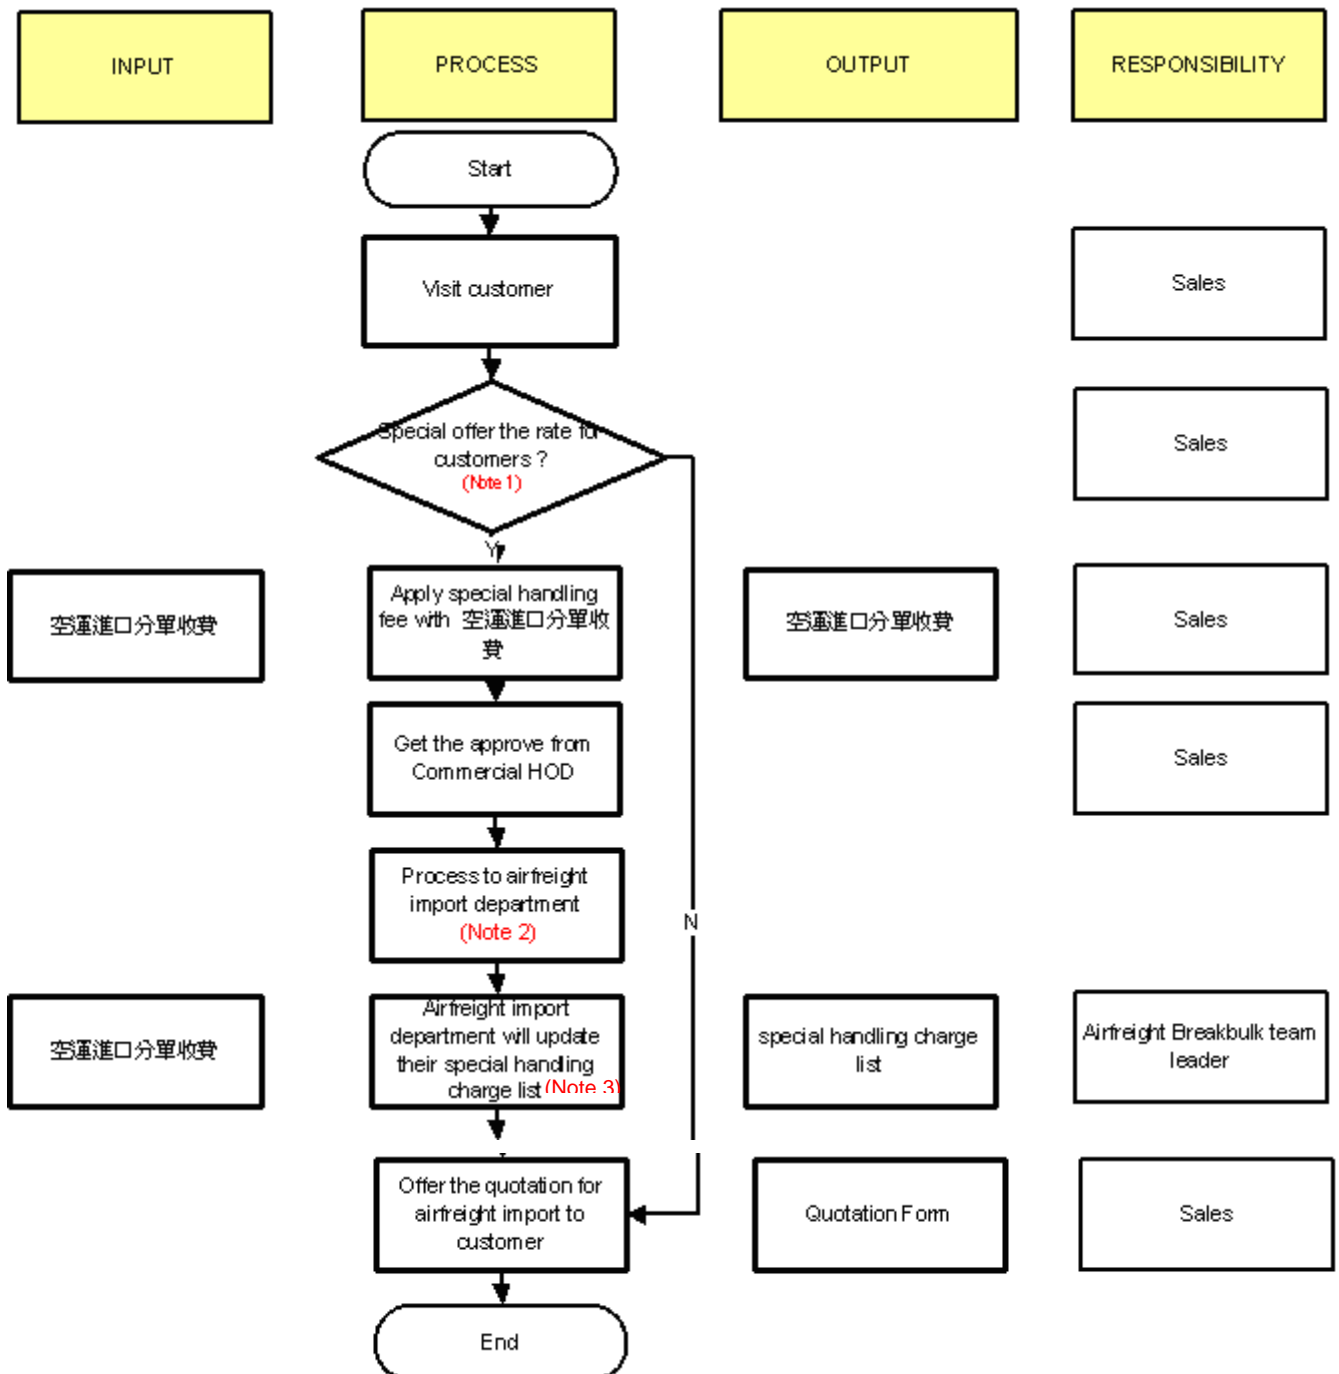 INPUT
PROCESS
OUTPUT
RESPONSIBILITY
Start
Visit customer
Sales
Special offer the rate for
customers ?
(Note 1)
Sales
Y
空運進口分單收費
Apply special handling
fee with 空運進口分單收
費
空運進口分單收費
Sales
Get the approve from
Commercial HOD
Sales
Process to airfreight
import department
(Note 2)
N
空運進口分單收費
Airfreight import
department will update
their special handling
charge list (Note 3)
special handling charge
list
Airfreight Breakbulk team
leader
Offer the quotation for
airfreight import to
customer
Quotation Form
Sales
End